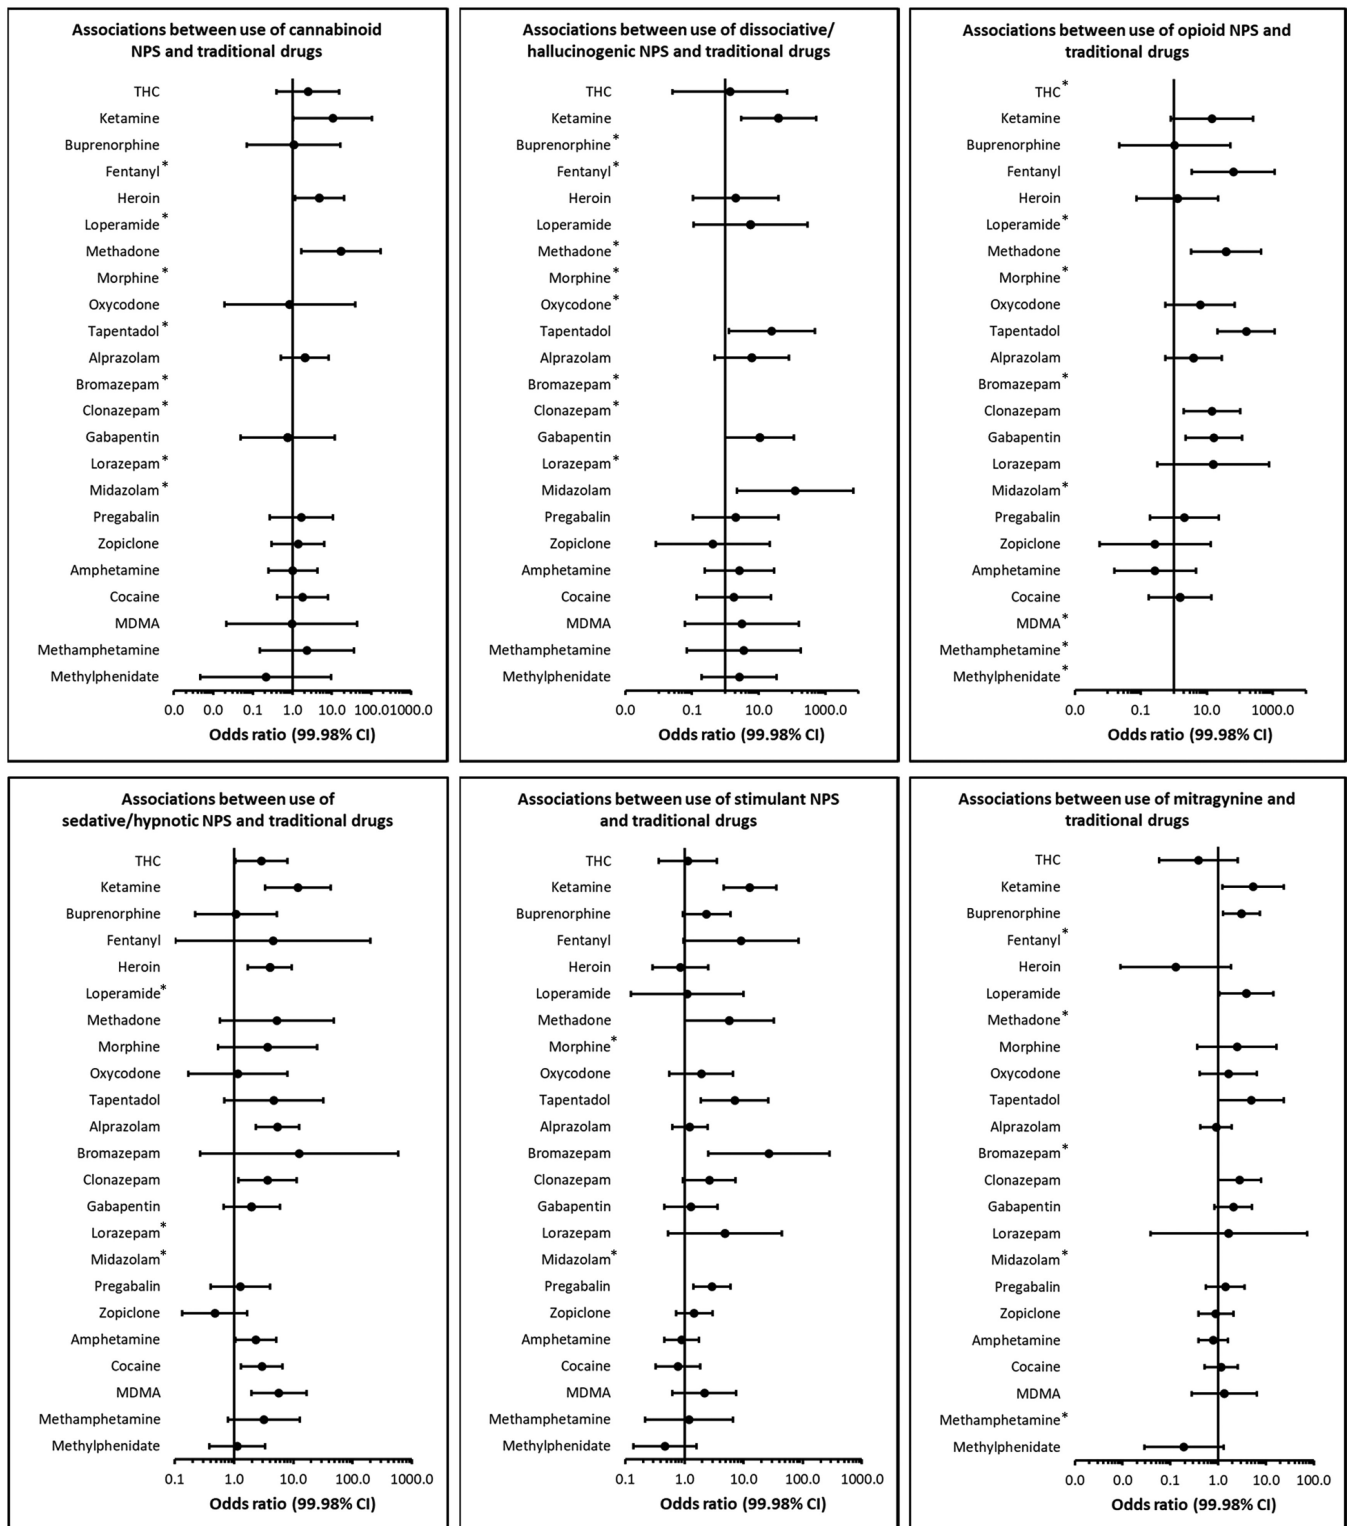 Associations between use of cannabinoid
NPS and traditional drugs
THC
Ketamine
Buprenorphine
Fentanyl*
Heroin
Loperamide*
Methadone
Morphine*
Oxycodone
Tapentadol*
Alprazolam
Bromazepam*
Clonazepam*
Gabapentin
Lorazepam*
Midazolam*
Pregabalin
Zopiclone
Amphetamine
Cocaine
MDMA
Methamphetamine
Methylphenidate
0.0 0.0 0.1 1.0 10.0 100.01000.0
Odds ratio (99.98% CI)
Associations between use of dissociative/
hallucinogenic NPS and traditional drugs
THC
Ketamine
Buprenorphine*
Fentanyl*
Heroin
Loperamide
Methadone*
Morphine*
Oxycodone*
Tapentadol
Alprazolam
Bromazepam*
Clonazepam*
Gabapentin
Lorazepam*
Midazolam
Pregabalin
Zopiclone
Amphetamine
Cocaine
MDMA
Methamphetamine
Methylphenidate
0.0 0.1 10.0 1000.0
Odds ratio (99.98% CI)
Associations between use of opioid NPS and
traditional drugs
THC*
Ketamine
Buprenorphine
Fentanyl
Heroin
Loperamide*
Methadone
Morphine*
Oxycodone
Tapentadol
Alprazolam
Bromazepam*
Clonazepam
Gabapentin
Lorazepam
Midazolam*
Pregabalin
Zopiclone
Amphetamine
Cocaine
MDMA*
Methamphetamine*
Methylphenidate*
0.0 0.1 10.0 1000.0
Odds ratio (99.98% CI)
Associations between use of
sedative/hypnotic NPS and traditional drugs
THC
Ketamine
Buprenorphine
Fentanyl
Heroin
Loperamide*
Methadone
Morphine
Oxycodone
Tapentadol
Alprazolam
Bromazepam
Clonazepam
Gabapentin
Lorazepam*
Midazolam*
Pregabalin
Zopiclone
Amphetamine
Cocaine
MDMA
Methamphetamine
Methylphenidate
0.1 1.0 10.0 100.0 1000.0
Odds ratio (99.98% CI)
Associations between use of stimulant NPS
and traditional drugs
THC
Ketamine
Buprenorphine
Fentanyl
Heroin
Loperamide
Methadone
Morphine*
Oxycodone
Tapentadol
Alprazolam
Bromazepam
Clonazepam
Gabapentin
Lorazepam
Midazolam*
Pregabalin
Zopiclone
Amphetamine
Cocaine
MDMA
Methamphetamine
Methylphenidate
0.1 1.0 10.0 100.0 1000.0
Odds ratio (99.98% CI)
Associations between use of mitragynine and
traditional drugs
THC
Ketamine
Buprenorphine
Fentanyl*
Heroin
Loperamide
Methadone*
Morphine
Oxycodone
Tapentadol
Alprazolam
Bromazepam*
Clonazepam
Gabapentin
Lorazepam
Midazolam*
Pregabalin
Zopiclone
Amphetamine
Cocaine
MDMA
Methamphetamine*
Methylphenidate
0.0 0.0 0.1 1.0 10.0 100.0
Odds ratio (99.98% CI)